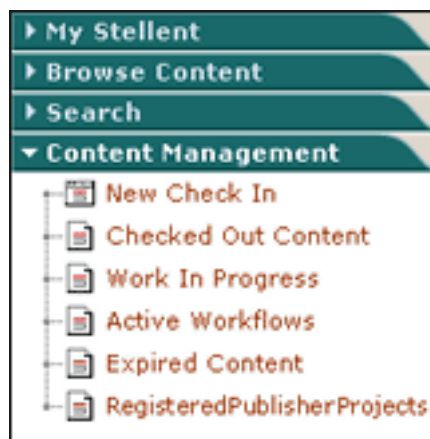 My Stellent
Browse Content
Search
Content Management
New Check In
Checked Out Content
Work In Progress
Active Workflows
Expired Content
RegisteredPublisherProjects